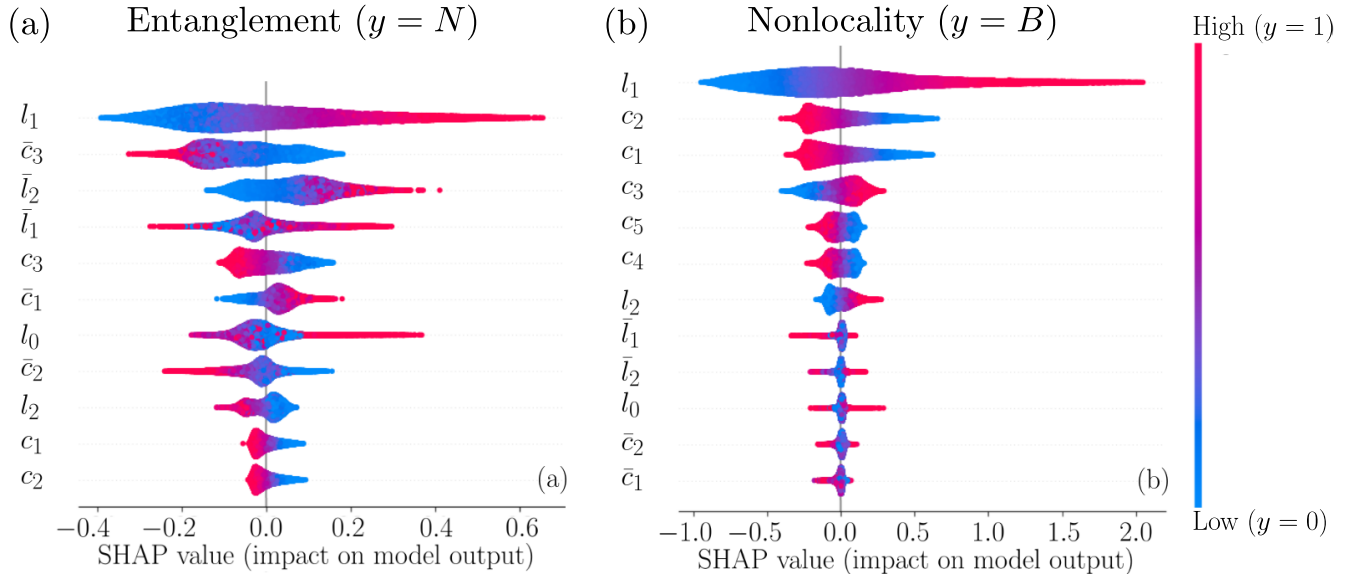 (a) Entanglement (y = N)
l₁
c̄₃
l̄₂
l̄₁
c₃
c̄₁
l₀
c̄₂
l₂
c₁
c₂
(a)
−0.4 −0.2 0.0 0.2 0.4 0.6
SHAP value (impact on model output)
(b) Nonlocality (y = B)
l₁
c₂
c₁
c₃
c₅
c₄
l₂
l̄₁
l̄₂
l₀
c̄₂
c̄₁
(b)
−1.0 −0.5 0.0 0.5 1.0 1.5 2.0
SHAP value (impact on model output)
High (y = 1)
Low (y = 0)